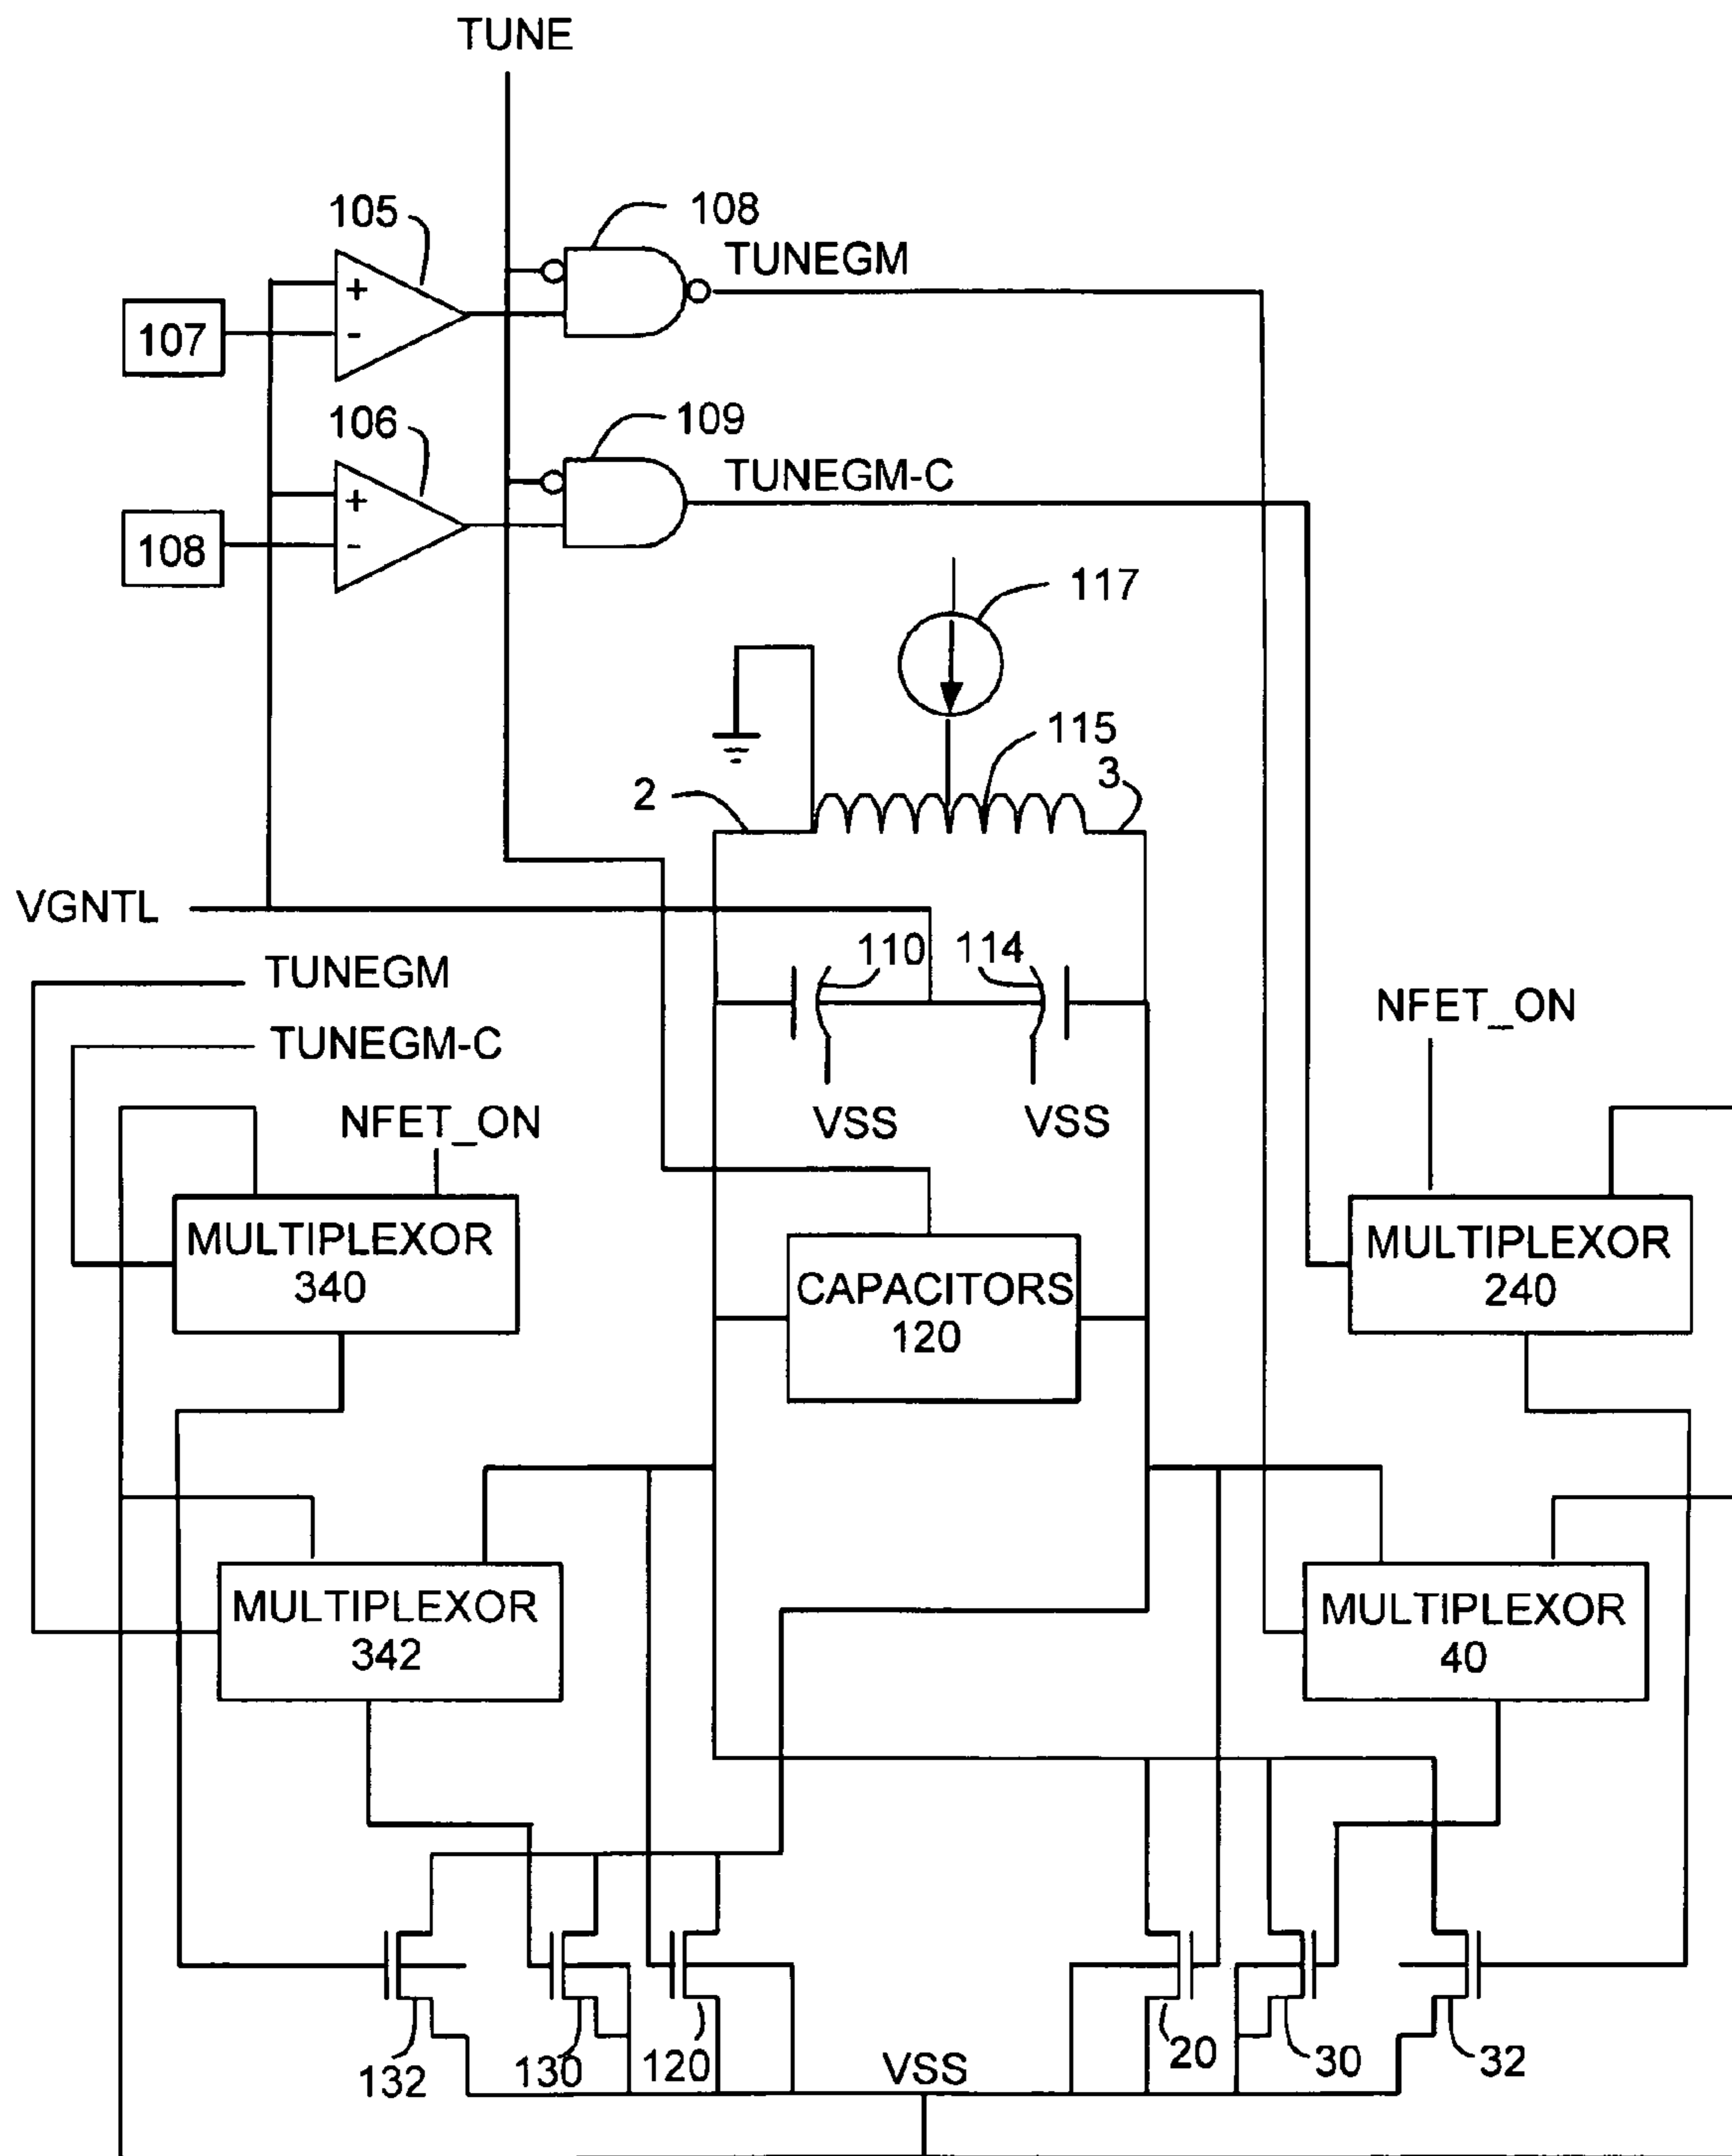 TUNE
105
108
TUNEGM
107
106
109
TUNEGM-C
108
117
115
2
3
VGNTL
110
114
TUNEGM
NFET_ON
TUNEGM-C
VSS
VSS
NFET_ON
MULTIPLEXOR
340
MULTIPLEXOR
240
CAPACITORS
120
MULTIPLEXOR
342
MULTIPLEXOR
40
132
130
120
VSS
20
30
32